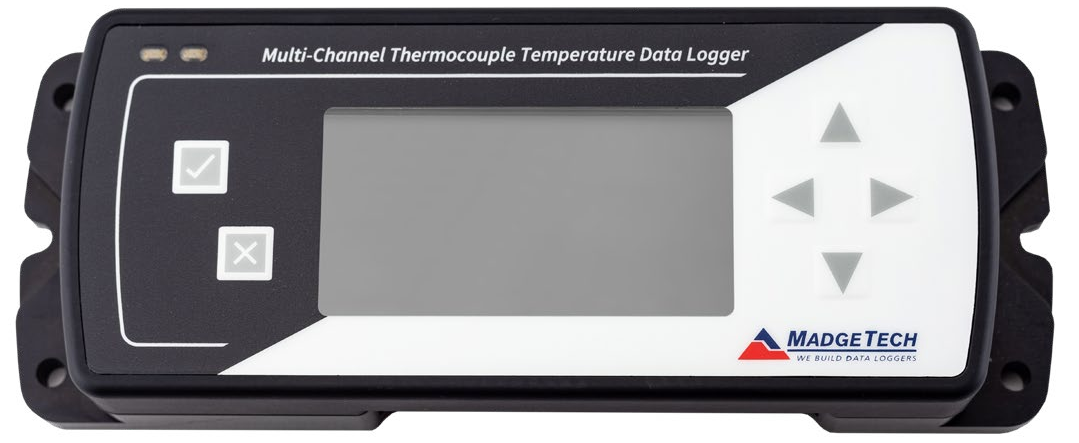 Multi-Channel Thermocouple Temperature Data Logger
MADGETECH
WE BUILD DATA LOGGERS